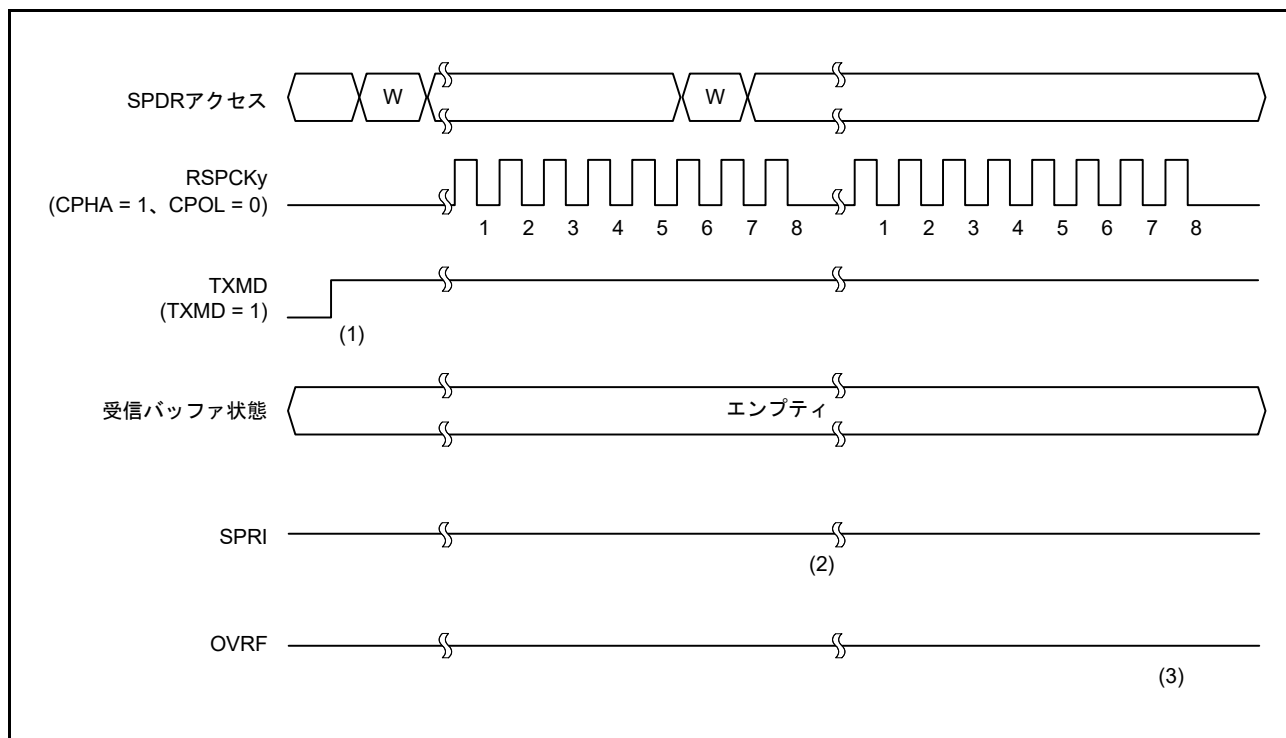 SPDRアクセス
W
W
RSPCKy
(CPHA = 1、CPOL = 0)
1 2 3 4 5 6 7 8 1 2 3 4 5 6 7 8
TXMD
(TXMD = 1)
(1)
受信バッファ状態
エンプティ
SPRI
(2)
OVRF
(3)